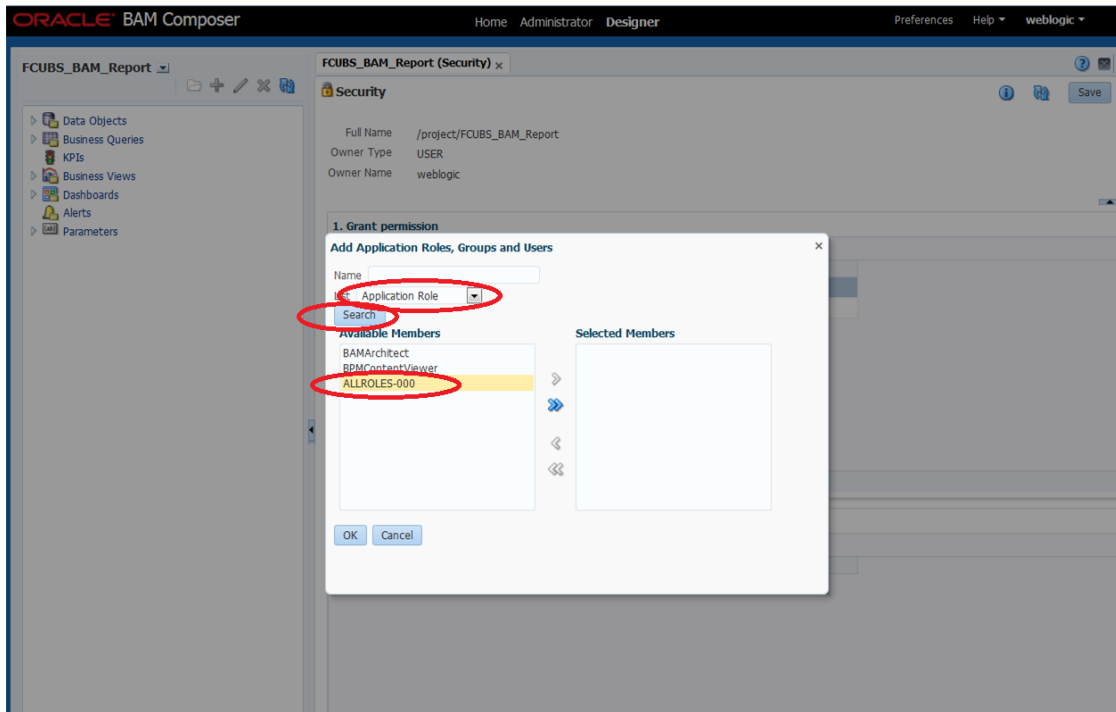 ORACLE BAM Composer
Home Administrator Designer
Preferences Help weblogic
FCUBS_BAM_Report
Data Objects
Business Queries
KPIs
Business Views
Dashboards
Alerts
Parameters
FCUBS_BAM_Report (Security) x
Security
Save
Full Name /project/FCUBS_BAM_Report
Owner Type USER
Owner Name weblogic
1. Grant permission
Add Application Roles, Groups and Users
Name
List Application Role
Search
Available Members Selected Members
BAMArchitect
BPMContentViewer
ALLROLES-000
OK Cancel